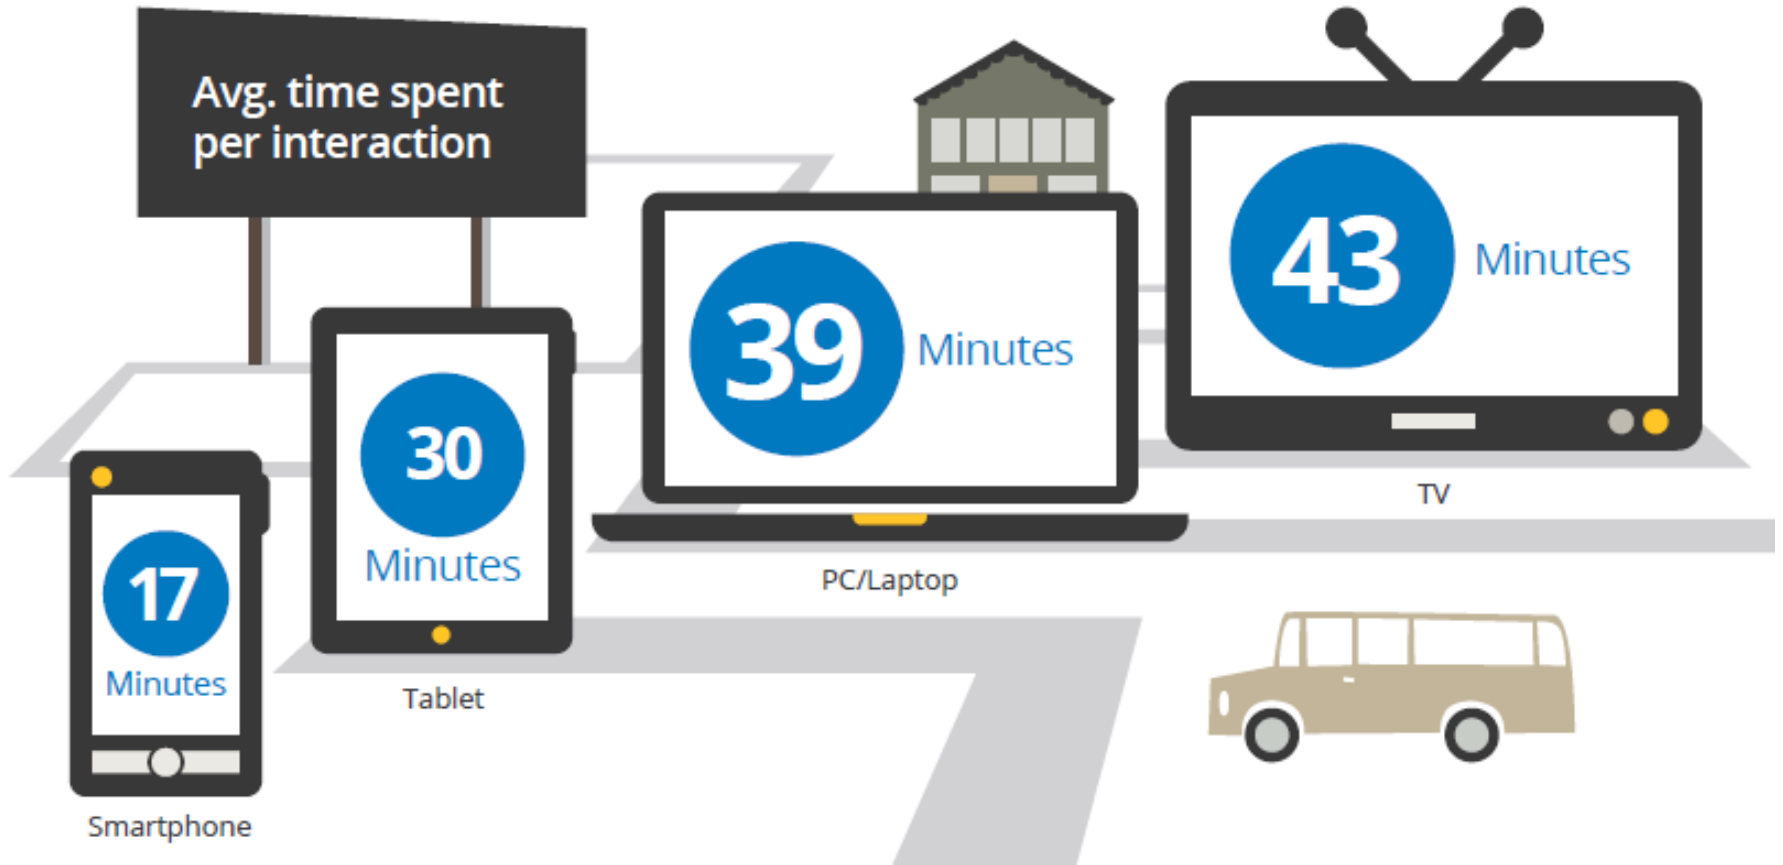 Avg. time spent
per interaction
17
Minutes
Smartphone
30
Minutes
Tablet
39 Minutes
PC/Laptop
43 Minutes
TV